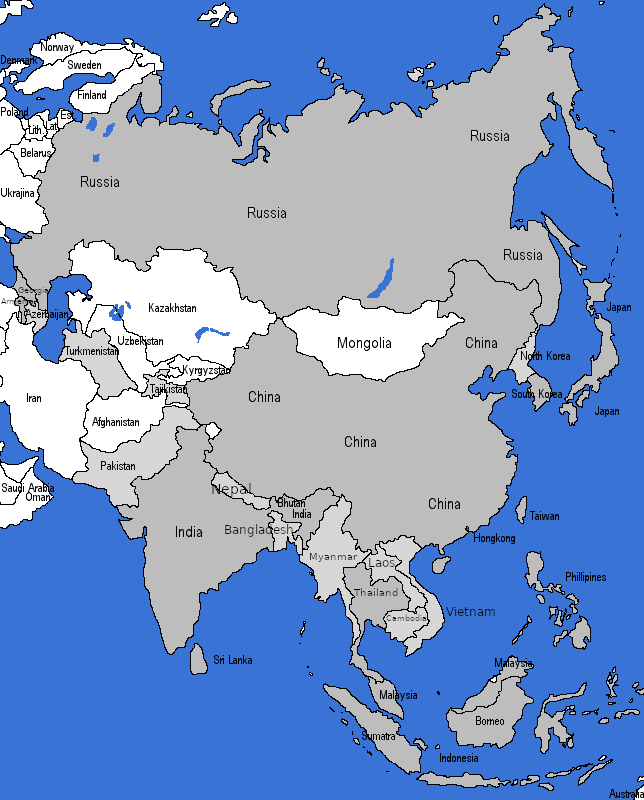 Norway
Denmark
Sweden
Finland
Poland
Est
Lat
Lith
Belarus
Russia
Russia
Ukrajina
Russia
Russia
Georgia
Armenia
Azerbaijan
Kazakhstan
Japan
Uzbekistan
Turkmenistan
Mongolia
China
North Korea
Kyrgyzstan
Tajikistan
South Korea
Iran
China
Japan
Afghanistan
China
Pakistan
Saudi Arabia
Oman
Nepal
Bhutan
India
China
Taiwan
India
Bangladesh
Hongkong
Myanmar
Laos
Phillipines
Thailand
Cambodia
Vietnam
Sri Lanka
Malaysia
Malaysia
Borneo
Sumatra
Indonesia
Australia